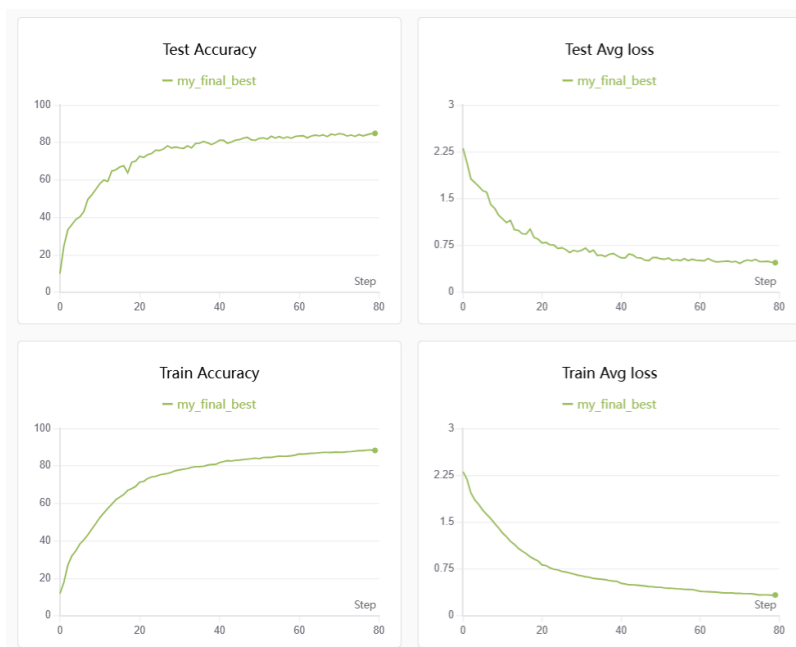 Test Accuracy
my_final_best
100
80
60
40
20
0
Step
0 20 40 60 80
Test Avg loss
my_final_best
3
2.25
1.5
0.75
0
Step
0 20 40 60 80
Train Accuracy
my_final_best
100
80
60
40
20
0
Step
0 20 40 60 80
Train Avg loss
my_final_best
3
2.25
1.5
0.75
0
Step
0 20 40 60 80